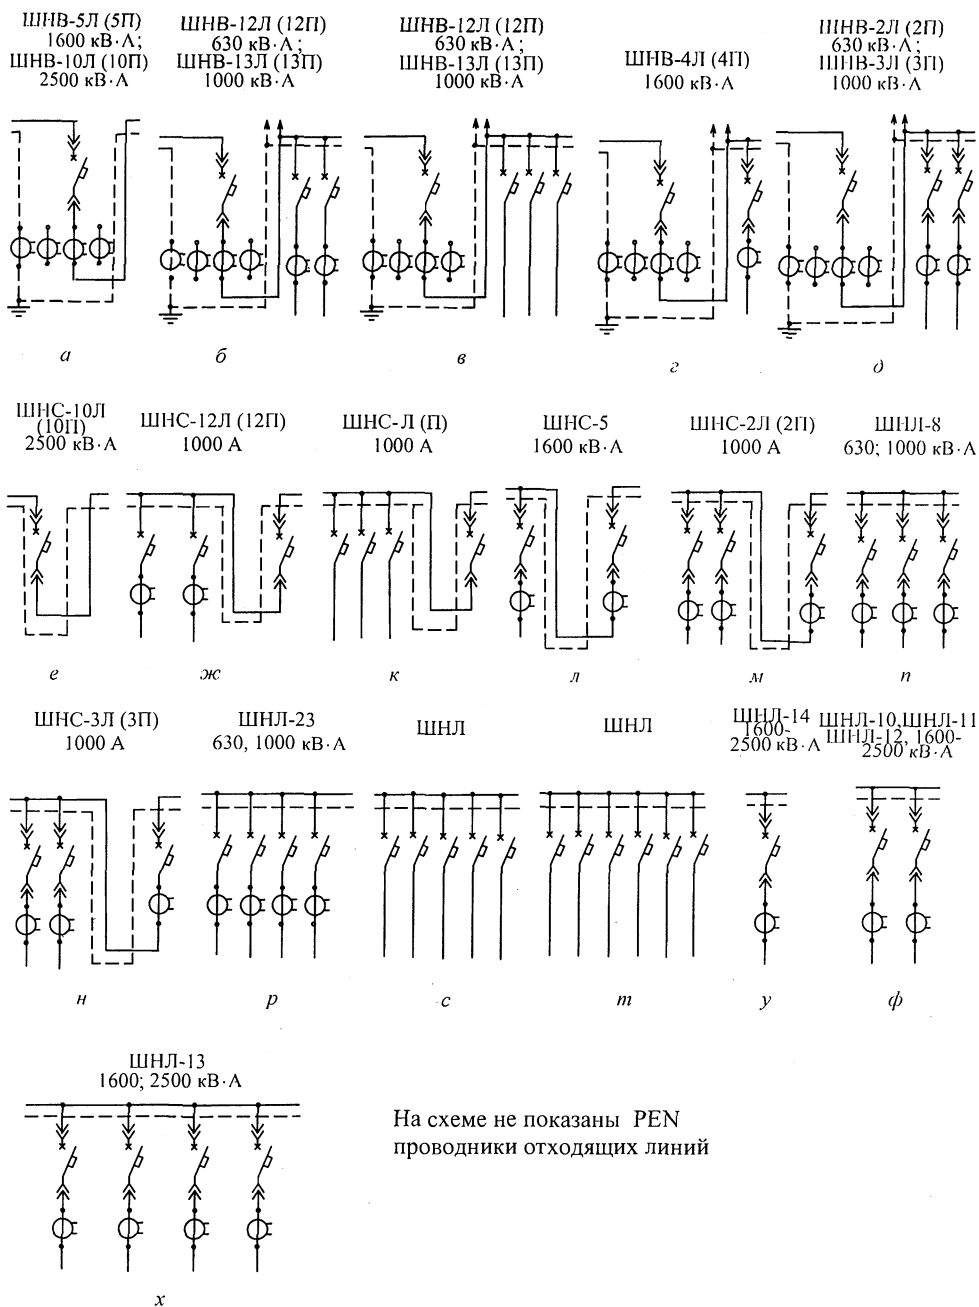 ШНВ-5Л (5П)
1600 кВ·А;
ШНВ-10Л (10П)
2500 кВ·А
ШНВ-12Л (12П)
630 кВ·А;
ШНВ-13Л (13П)
1000 кВ·А
ШНВ-12Л (12П)
630 кВ·А;
ШНВ-13Л (13П)
1000 кВ·А
ШНВ-4Л (4П)
1600 кВ·А
ШНВ-2Л (2П)
630 кВ·А;
ШНВ-3Л (3П)
1000 кВ·А
а
б
в
г
д
ШНС-10Л
(10П)
2500 кВ·А
ШНС-12Л (12П)
1000 А
ШНС-Л (П)
1000 А
ШНС-5
1600 кВ·А
ШНС-2Л (2П)
1000 А
ШНЛ-8
630; 1000 кВ·А
е
ж
к
л
м
п
ШНС-3Л (3П)
1000 А
ШНЛ-23
630, 1000 кВ·А
ШНЛ
ШНЛ
ШНЛ-14
1600-
2500 кВ·А
ШНЛ-10,ШНЛ-11
ШНЛ-12, 1600-
2500 кВ·А
н
р
с
т
у
ф
ШНЛ-13
1600; 2500 кВ·А
На схеме не показаны PEN
проводники отходящих линий
х